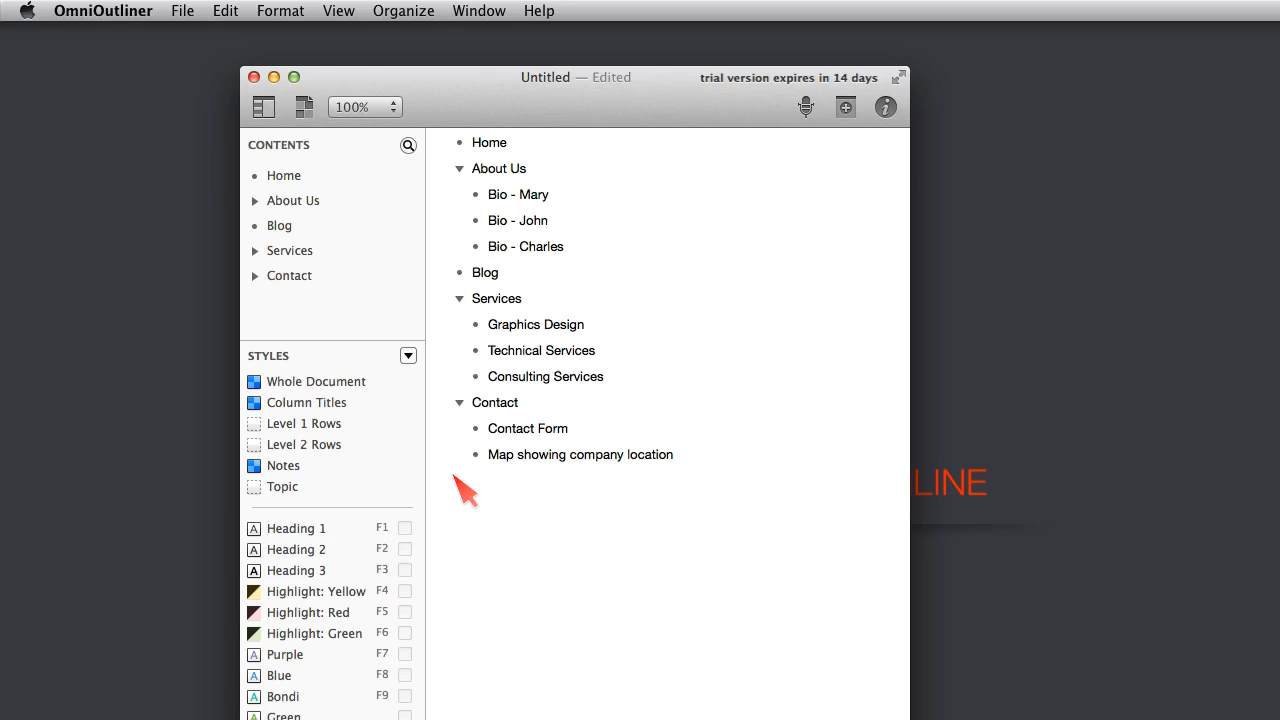 OmniOutliner File Edit Format View Organize Window Help
Untitled — Edited
trial version expires in 14 days
100%
CONTENTS
Home
About Us
Blog
Services
Contact
STYLES
Whole Document
Column Titles
Level 1 Rows
Level 2 Rows
Notes
Topic
A Heading 1 F1
A Heading 2 F2
A Heading 3 F3
Highlight: Yellow F4
Highlight: Red F5
Highlight: Green F6
A Purple F7
A Blue F8
A Bondi F9
A Green
Home
About Us
Bio - Mary
Bio - John
Bio - Charles
Blog
Services
Graphics Design
Technical Services
Consulting Services
Contact
Contact Form
Map showing company location
LINE